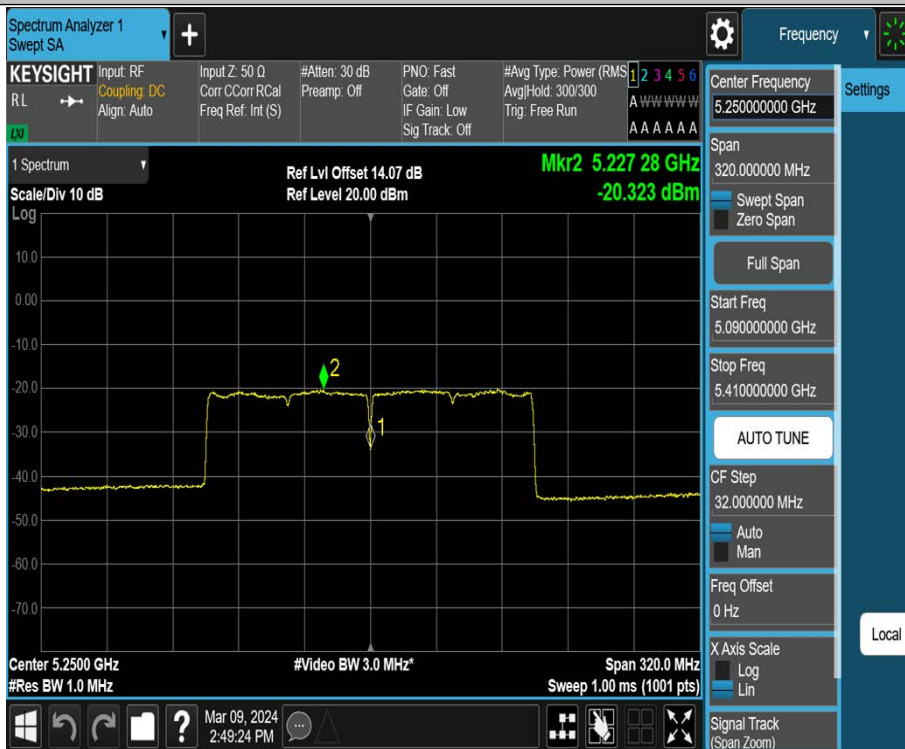 Spectrum Analyzer 1
Swept SA
+
Frequency
KEYSIGHT
RL
LXI
Input: RF
Coupling: DC
Align: Auto
Input Z: 50 Ω
Corr CCorr RCal
Freq Ref: Int (S)
#Atten: 30 dB
Preamp: Off
PNO: Fast
Gate: Off
IF Gain: Low
Sig Track: Off
#Avg Type: Power (RMS
Avg|Hold: 300/300
Trig: Free Run
1 2 3 4 5 6
A W W W W W
A A A A A A
1 Spectrum
Scale/Div 10 dB
Log
Ref Lvl Offset 14.07 dB
Ref Level 20.00 dBm
Mkr2 5.227 28 GHz
-20.323 dBm
10.0
0.00
-10.0
-20.0
-30.0
-40.0
-50.0
-60.0
-70.0
2
1
Center 5.2500 GHz
#Res BW 1.0 MHz
#Video BW 3.0 MHz*
Span 320.0 MHz
Sweep 1.00 ms (1001 pts)
Center Frequency
5.250000000 GHz
Span
320.000000 MHz
Swept Span
Zero Span
Full Span
Start Freq
5.090000000 GHz
Stop Freq
5.410000000 GHz
AUTO TUNE
CF Step
32.000000 MHz
Auto
Man
Freq Offset
0 Hz
X Axis Scale
Log
Lin
Signal Track
(Span Zoom)
Settings
Local
?
Mar 09, 2024
2:49:24 PM